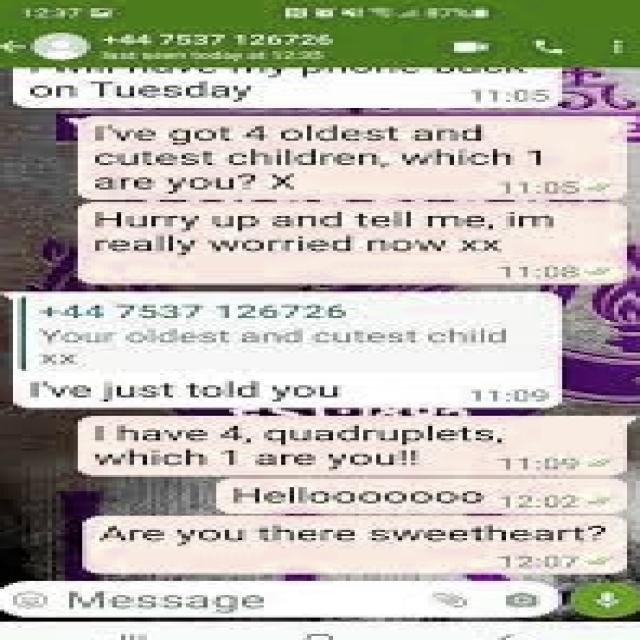 12:37
87%
+44 7537 126726
last seen today at 12:35
I will have my phone back
on Tuesday
11:05
I've got 4 oldest and
cutest children, which 1
are you? X
11:05
Hurry up and tell me, im
really worried now xx
11:08
+44 7537 126726
Your oldest and cutest child
xx
I've just told you
11:09
I have 4, quadruplets,
which 1 are you!!
11:09
Hellooooooo 12:02
Are you there sweetheart?
12:07
Message